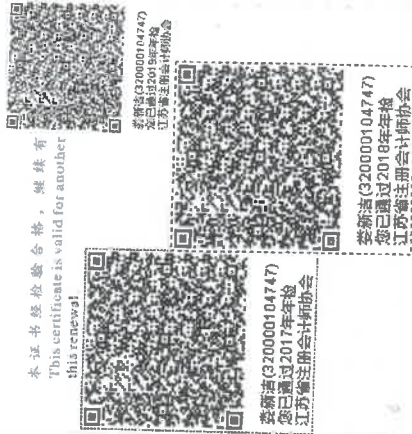 本证书经检验合格，继续有
This certificate is valid for another
this renewal.
娄新洁(320000104747)
您已通过2017年年检
江苏省注册会计师协会
娄新洁(320000104747)
您已通过2018年年检
江苏省注册会计师协会
娄新洁(320000104747)
您已通过2019年年检
江苏省注册会计师协会